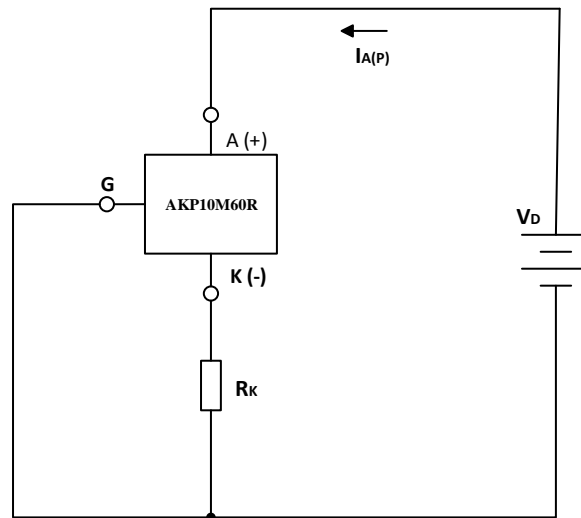 IA(P)
A (+)
G
AKP10M60R
VD
K (-)
RK